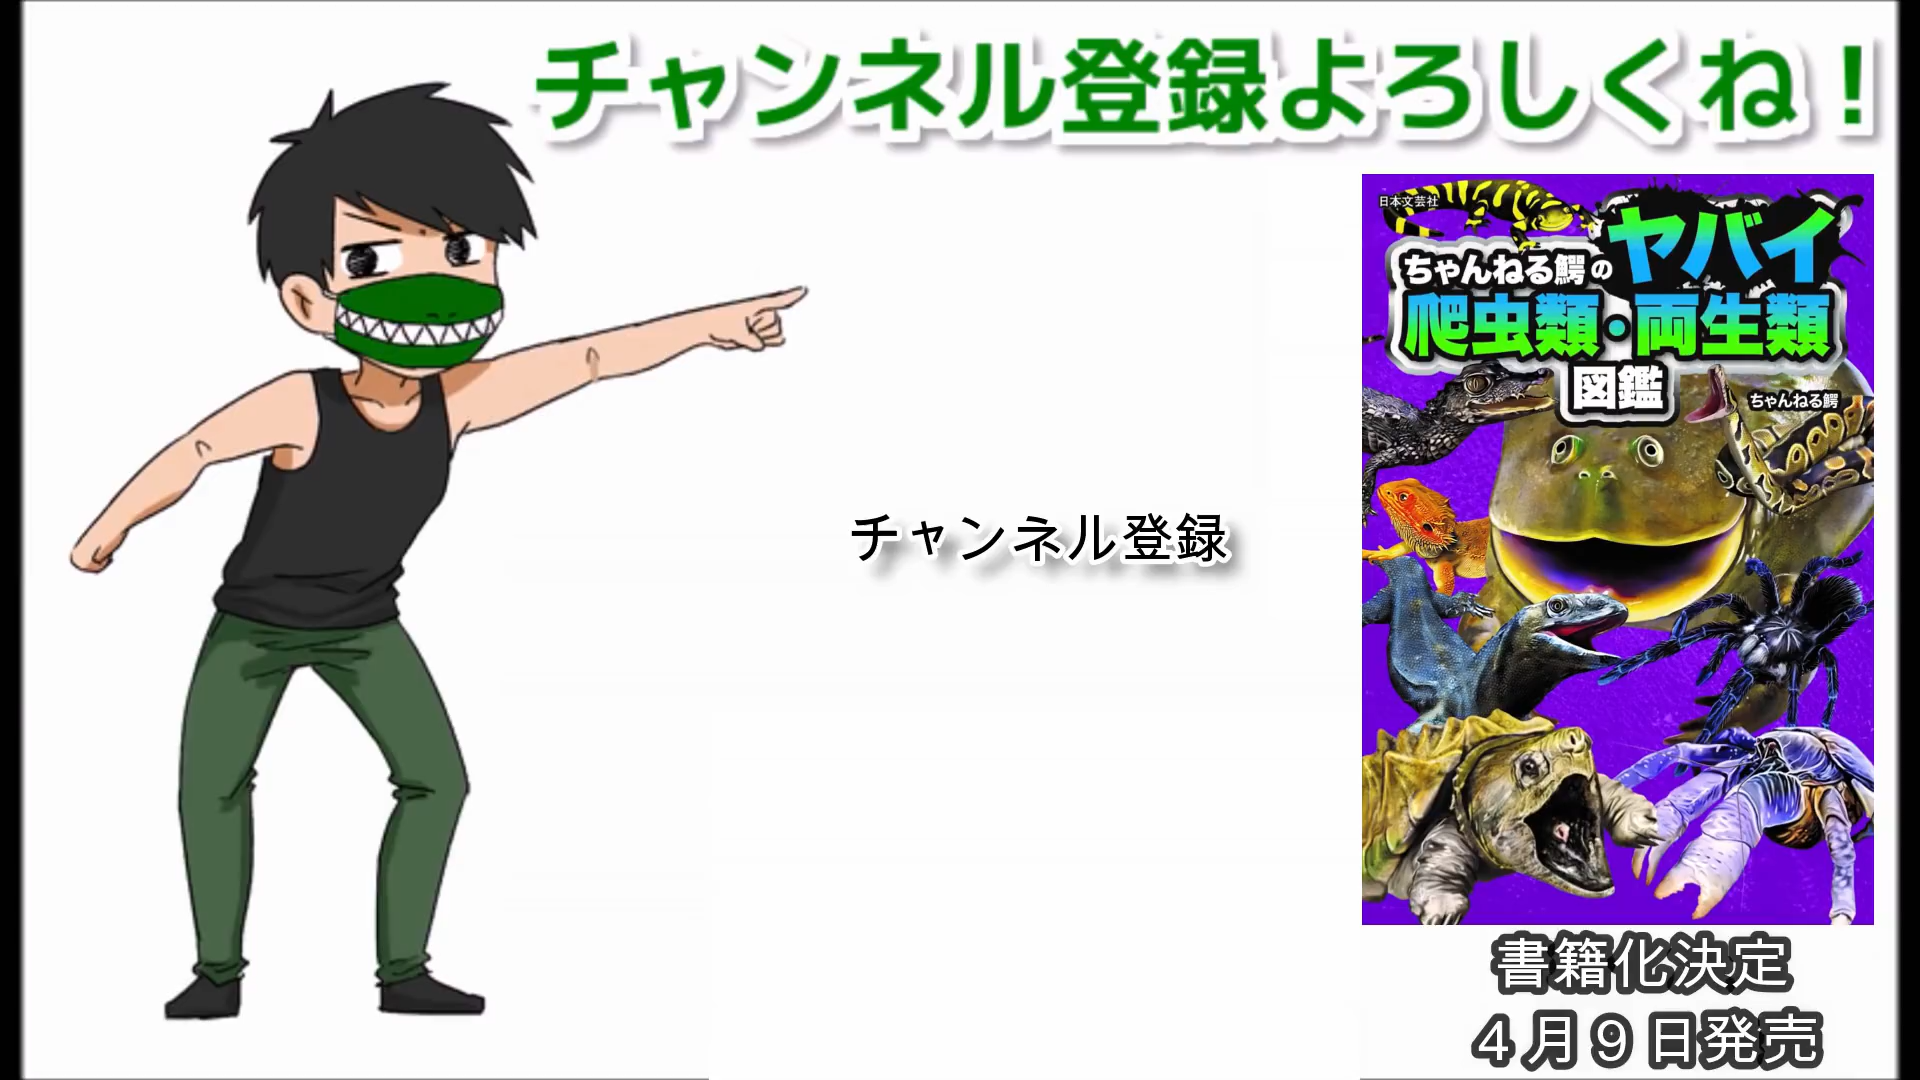 チャンネル登録よろしくね！
日本文芸社
ちゃんねる鰐のヤバイ
爬虫類・両生類
図鑑
ちゃんねる鰐
チャンネル登録
書籍化決定
４月９日発売